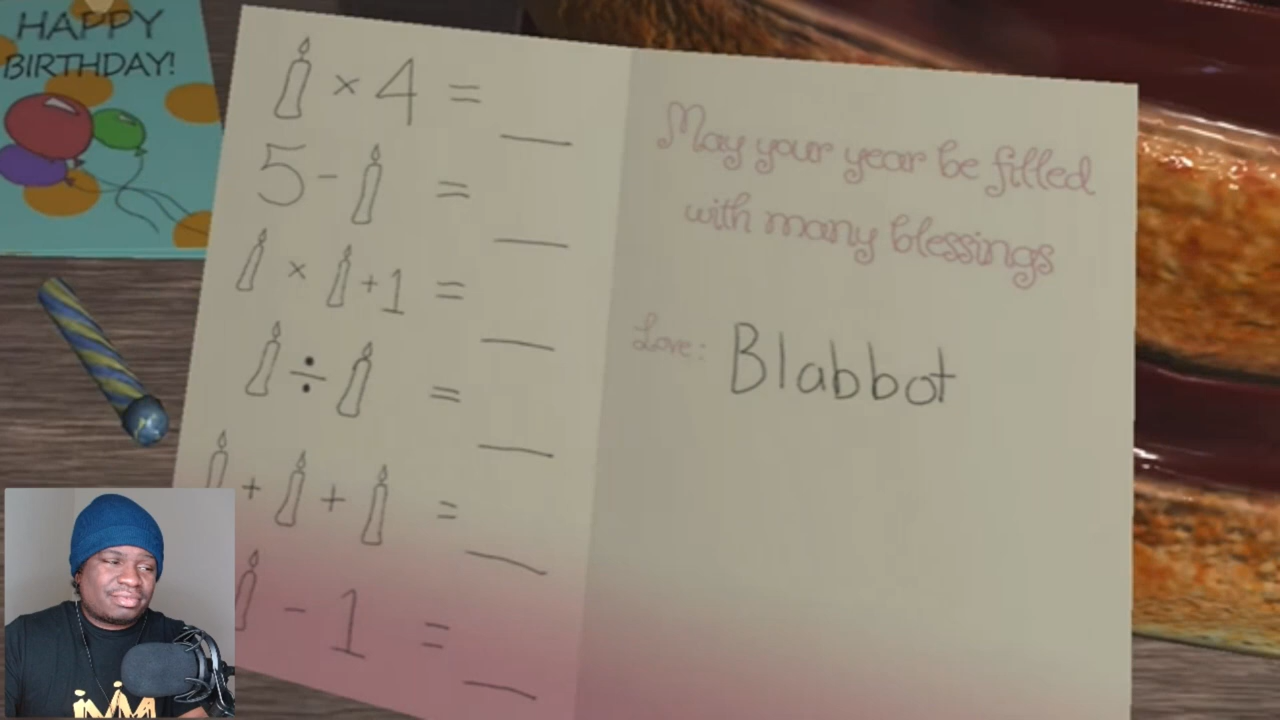 HAPPY
BIRTHDAY!
× 4 =
5 - =
× + 1 =
÷ =
+ + =
- 1 =
May your year be filled
with many blessings
Love: Blabbot